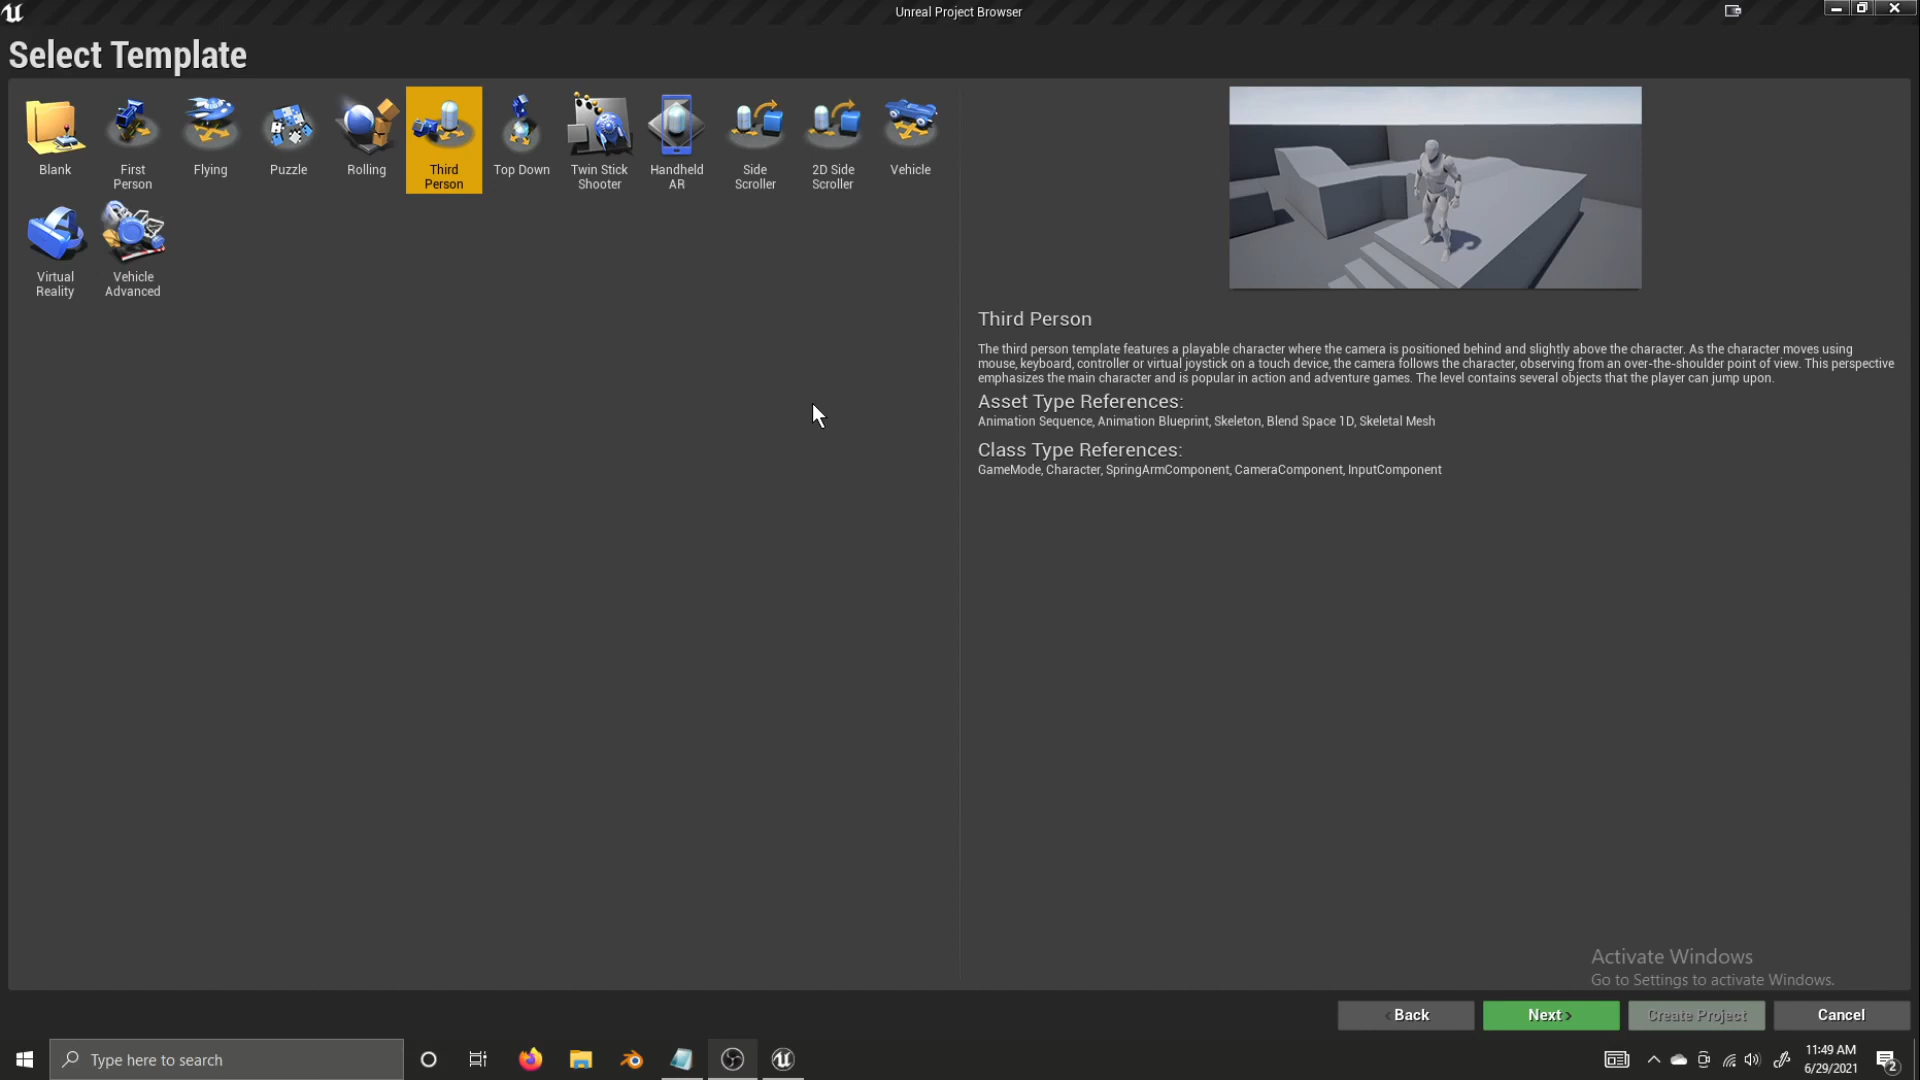 Unreal Project Browser
Select Template
Blank
First
Person
Flying
Puzzle
Rolling
Third
Person
Top Down
Twin Stick
Shooter
Handheld
AR
Side
Scroller
2D Side
Scroller
Vehicle
Virtual
Reality
Vehicle
Advanced
Third Person
The third person template features a playable character where the camera is positioned behind and slightly above the character. As the character moves using
mouse, keyboard, controller or virtual joystick on a touch device, the camera follows the character, observing from an over-the-shoulder point of view. This perspective
emphasizes the main character and is popular in action and adventure games. The level contains several objects that the player can jump upon.
Asset Type References:
Animation Sequence, Animation Blueprint, Skeleton, Blend Space 1D, Skeletal Mesh
Class Type References:
GameMode, Character, SpringArmComponent, CameraComponent, InputComponent
Activate Windows
Go to Settings to activate Windows.
Back
Next >
Create Project
Cancel
Type here to search
11:49 AM
6/29/2021
2